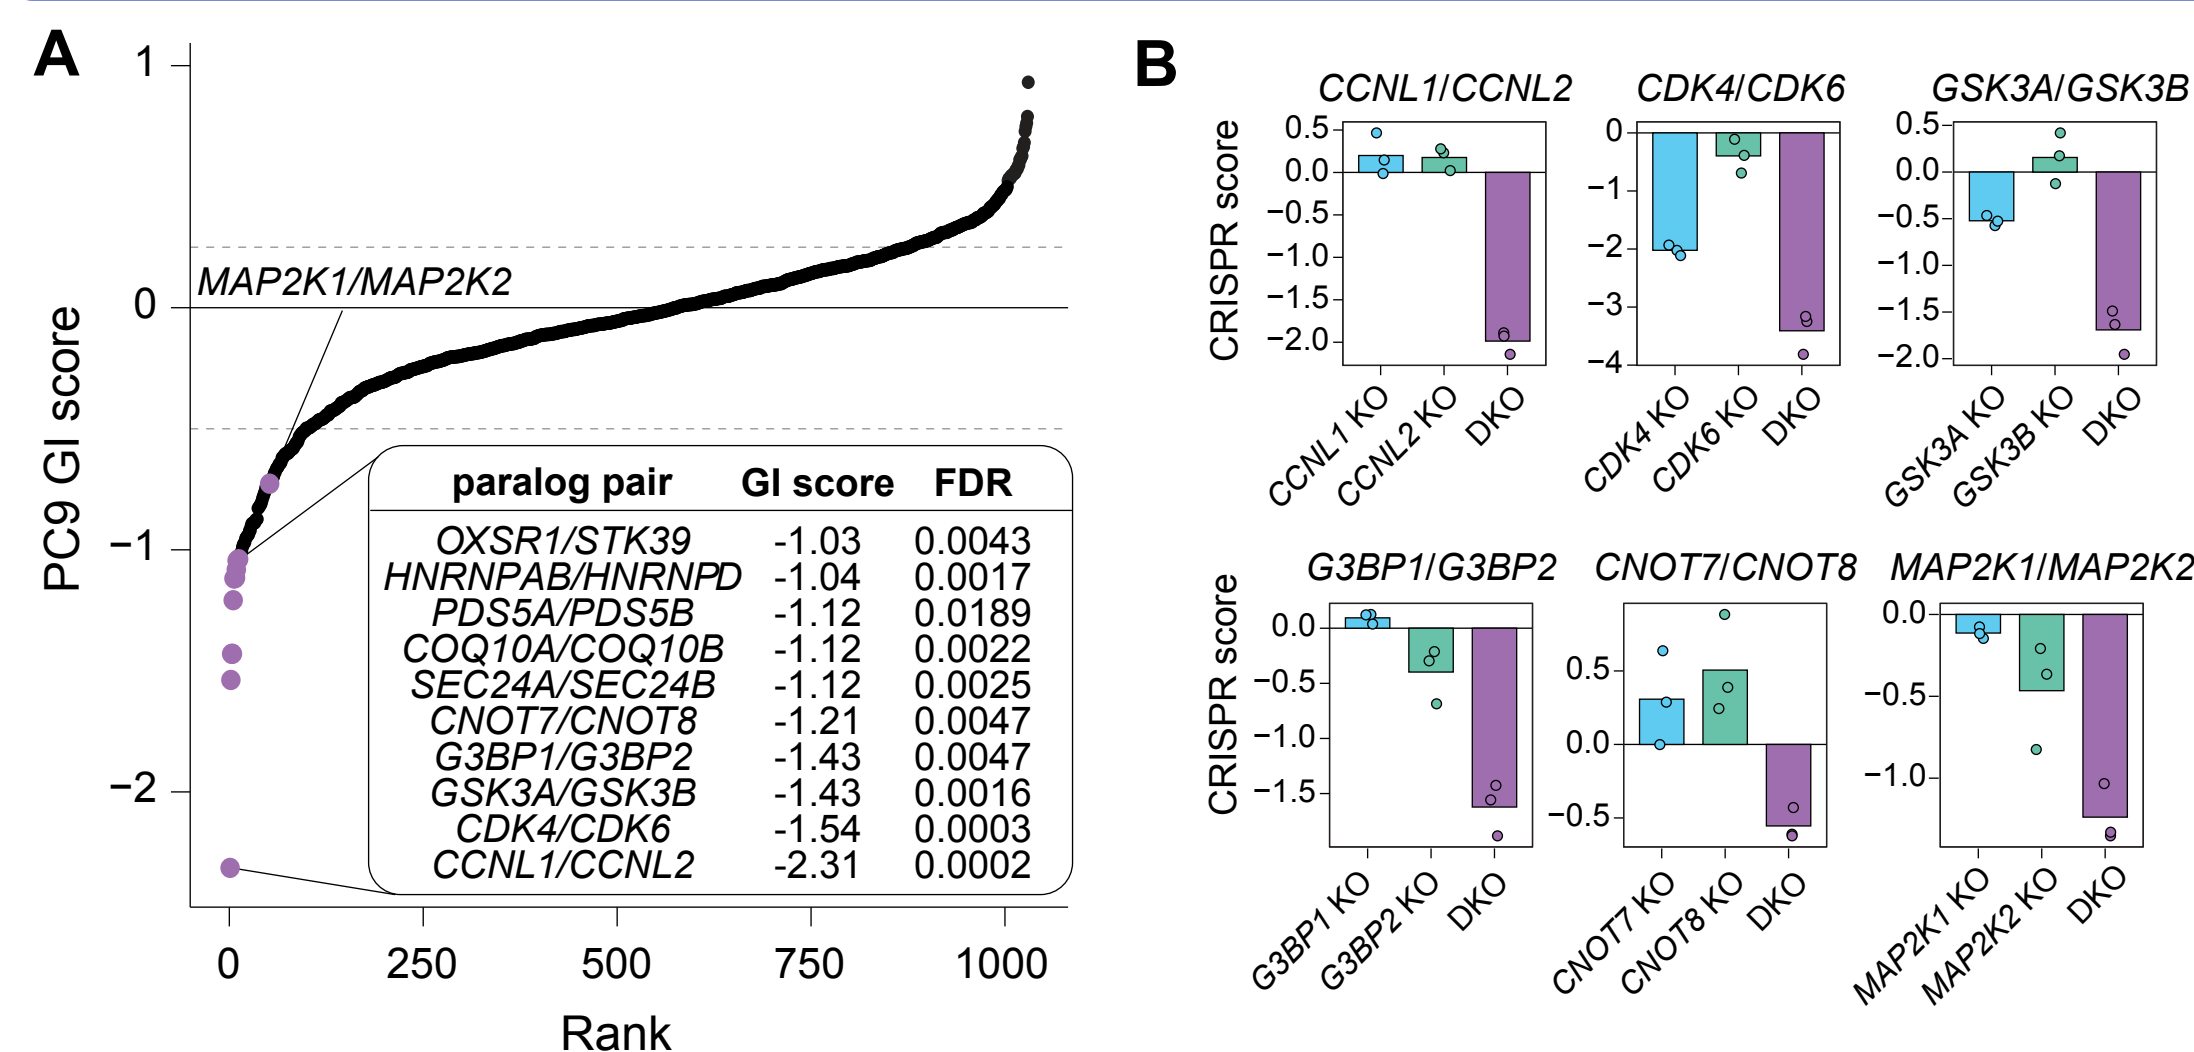 A
1
0
−1
−2
PC9 GI score
MAP2K1/MAP2K2
paralog pair GI score FDR
OXSR1/STK39 -1.03 0.0043
HNRNPAB/HNRNPD -1.04 0.0017
PDS5A/PDS5B -1.12 0.0189
COQ10A/COQ10B -1.12 0.0022
SEC24A/SEC24B -1.12 0.0025
CNOT7/CNOT8 -1.21 0.0047
G3BP1/G3BP2 -1.43 0.0047
GSK3A/GSK3B -1.43 0.0016
CDK4/CDK6 -1.54 0.0003
CCNL1/CCNL2 -2.31 0.0002
0 250 500 750 1000
Rank
B
CCNL1/CCNL2
CRISPR score
0.5
0.0
−0.5
−1.0
−1.5
−2.0
CCNL1 KO
CCNL2 KO
DKO
CDK4/CDK6
0
−1
−2
−3
−4
CDK4 KO
CDK6 KO
DKO
GSK3A/GSK3B
0.5
0.0
−0.5
−1.0
−1.5
−2.0
GSK3A KO
GSK3B KO
DKO
G3BP1/G3BP2
CRISPR score
0.0
−0.5
−1.0
−1.5
G3BP1 KO
G3BP2 KO
DKO
CNOT7/CNOT8
0.5
0.0
−0.5
CNOT7 KO
CNOT8 KO
DKO
MAP2K1/MAP2K2
0.0
−0.5
−1.0
MAP2K1 KO
MAP2K2 KO
DKO